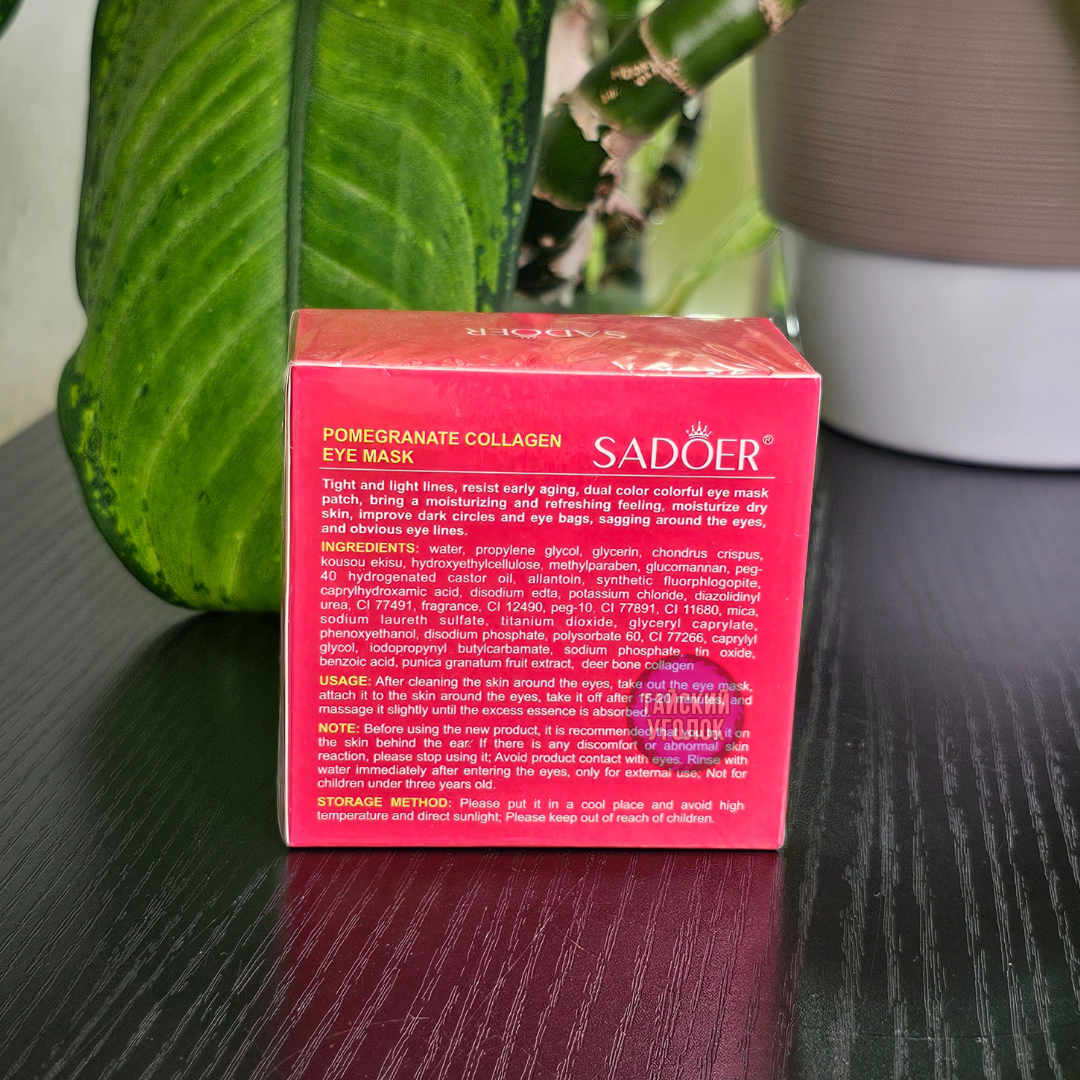 SADOER
POMEGRANATE COLLAGEN
EYE MASK
SADOER®
Tight and light lines, resist early aging, dual color colorful eye mask
patch, bring a moisturizing and refreshing feeling, moisturize dry
skin, improve dark circles and eye bags, sagging around the eyes,
and obvious eye lines.
INGREDIENTS: water, propylene glycol, glycerin, chondrus crispus,
kousou ekisu, hydroxyethylcellulose, methylparaben, glucomannan, peg-
40 hydrogenated castor oil, allantoin, synthetic fluorphlogopite,
caprylhydroxamic acid, disodium edta, potassium chloride, diazolidinyl
urea, CI 77491, fragrance, CI 12490, peg-10, CI 77891, CI 11680, mica,
sodium laureth sulfate, titanium dioxide, glyceryl caprylate,
phenoxyethanol, disodium phosphate, polysorbate 60, CI 77266, caprylyl
glycol, iodopropynyl butylcarbamate, sodium phosphate, tin oxide,
benzoic acid, punica granatum fruit extract, deer bone collagen
USAGE: After cleaning the skin around the eyes, take out the eye mask,
attach it to the skin around the eyes, take it off after 15-20 minutes, and
massage it slightly until the excess essence is absorbed.
ТАЙСКИЙ
УГОЛОК
NOTE: Before using the new product, it is recommended that you try it on
the skin behind the ear. If there is any discomfort or abnormal skin
reaction, please stop using it; Avoid product contact with eyes. Rinse with
water immediately after entering the eyes, only for external use; Not for
children under three years old.
STORAGE METHOD: Please put it in a cool place and avoid high
temperature and direct sunlight; Please keep out of reach of children.